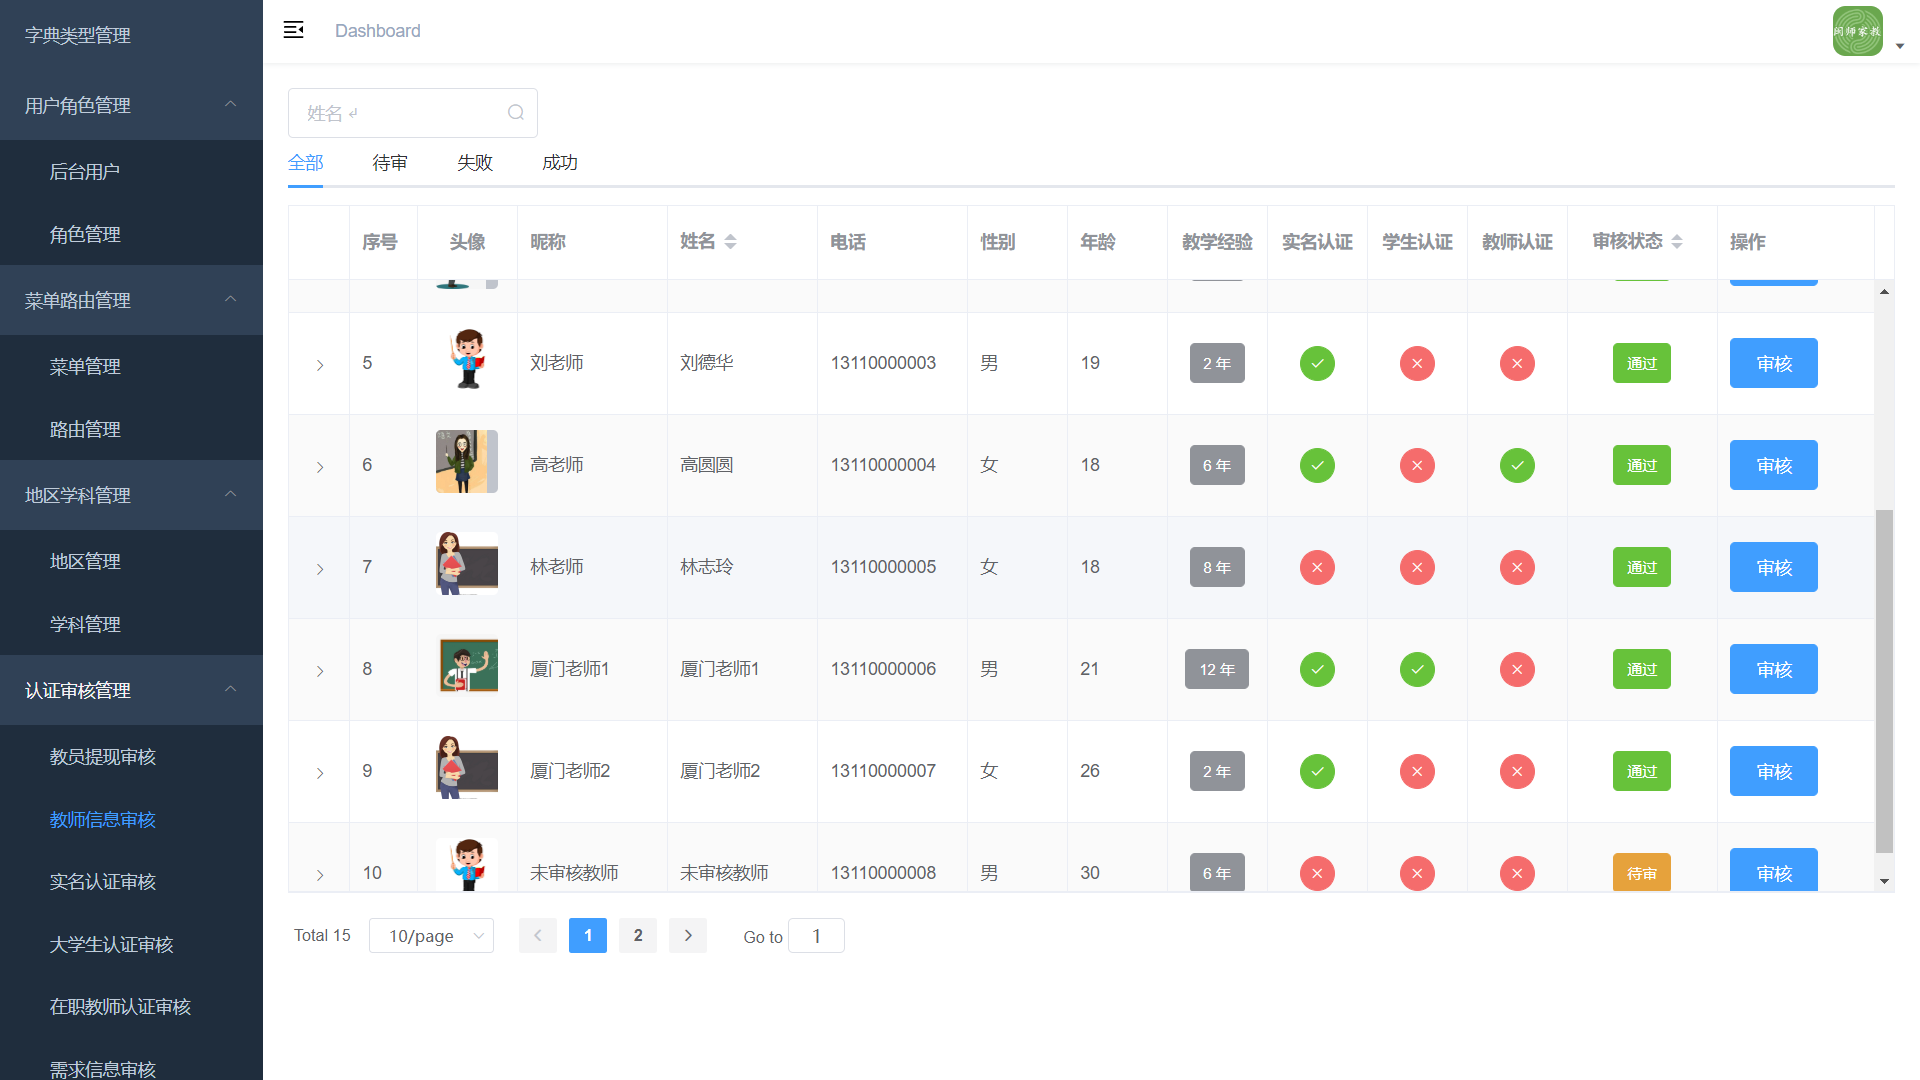 字典类型管理
用户角色管理
后台用户
角色管理
菜单路由管理
菜单管理
路由管理
地区学科管理
地区管理
学科管理
认证审核管理
教员提现审核
教师信息审核
实名认证审核
大学生认证审核
在职教师认证审核
需求信息审核
Dashboard
闽师家教
姓名 ↲
全部 待审 失败 成功
序号 头像 昵称 姓名 电话 性别 年龄 教学经验 实名认证 学生认证 教师认证 审核状态 操作
5 刘老师 刘德华 13110000003 男 19 2 年 通过 审核
6 高老师 高圆圆 13110000004 女 18 6 年 通过 审核
7 林老师 林志玲 13110000005 女 18 8 年 通过 审核
8 厦门老师1 厦门老师1 13110000006 男 21 12 年 通过 审核
9 厦门老师2 厦门老师2 13110000007 女 26 2 年 通过 审核
10 未审核教师 未审核教师 13110000008 男 30 6 年 待审 审核
Total 15 10/page 1 2 Go to 1